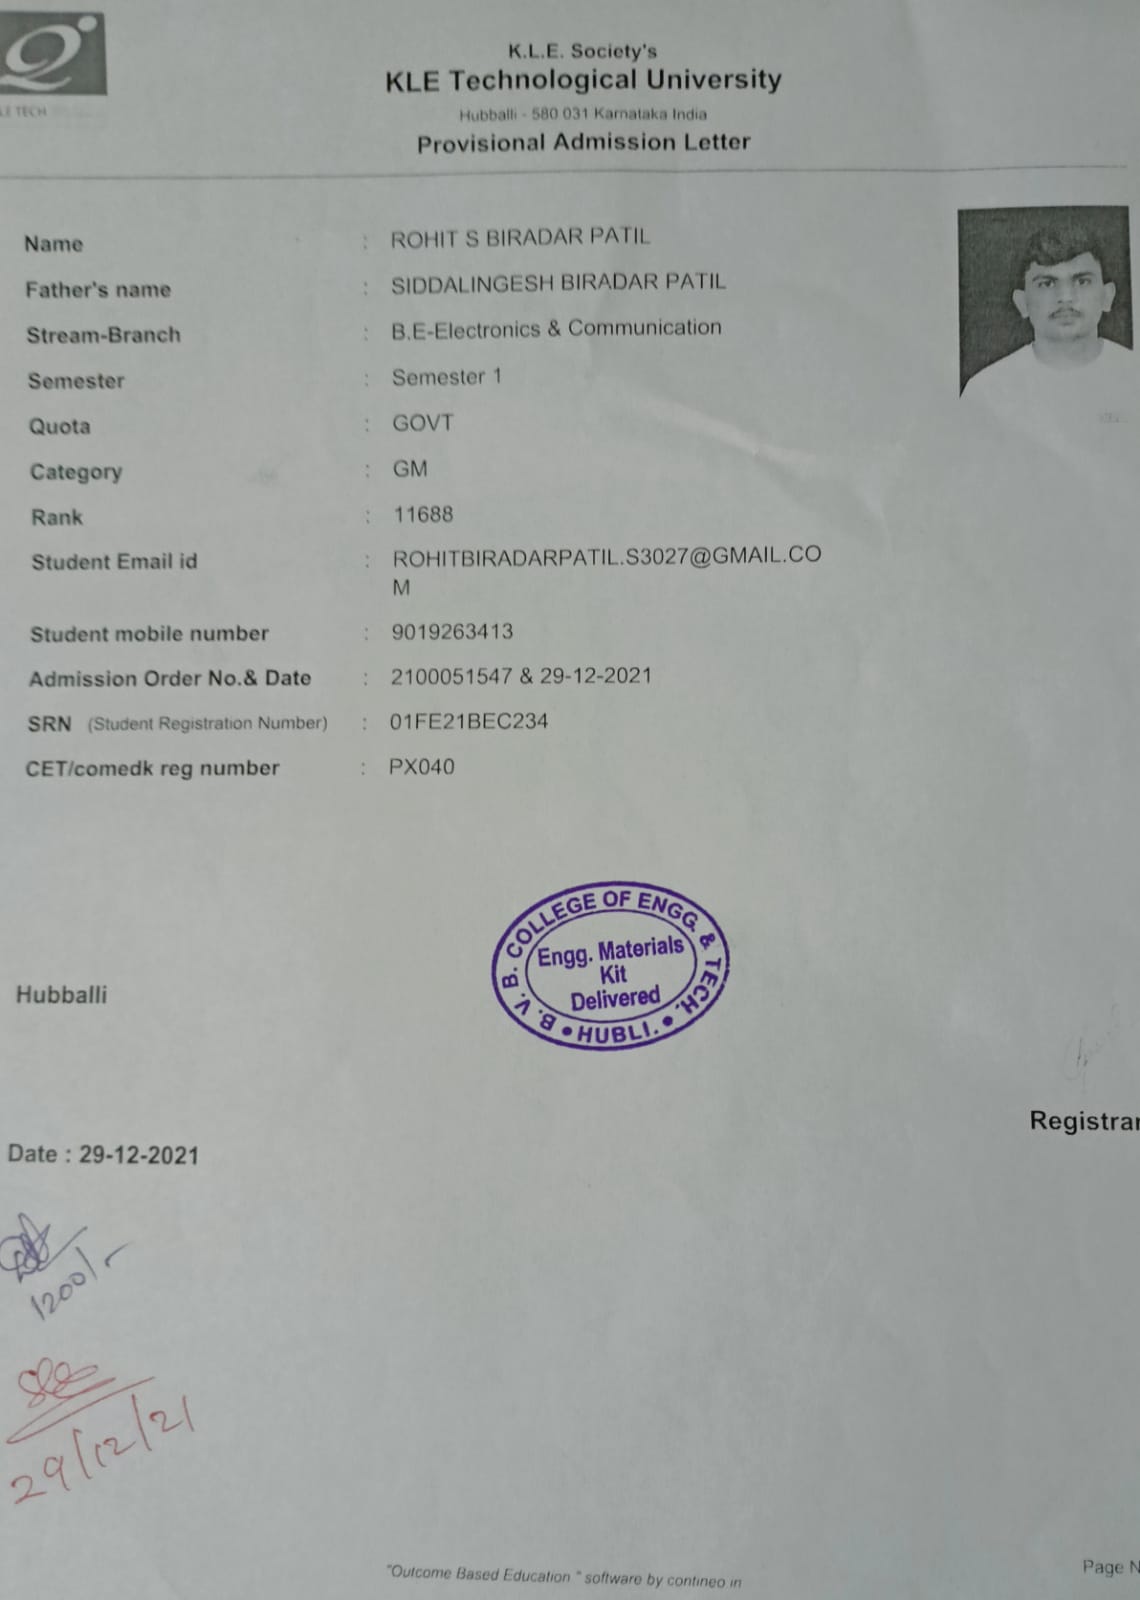 LE TECH
K.L.E. Society's
KLE Technological University
Hubballi - 580 031 Karnataka India
Provisional Admission Letter
Name : ROHIT S BIRADAR PATIL
Father's name : SIDDALINGESH BIRADAR PATIL
Stream-Branch : B.E-Electronics & Communication
Semester : Semester 1
Quota : GOVT
Category : GM
Rank : 11688
Student Email id : ROHITBIRADARPATIL.S3027@GMAIL.CO
M
Student mobile number : 9019263413
Admission Order No.& Date : 2100051547 & 29-12-2021
SRN (Student Registration Number) : 01FE21BEC234
CET/comedk reg number : PX040
B. V. B. COLLEGE OF ENGG. & TECH.
Engg. Materials
Kit
Delivered
• HUBLI. •
Hubballi
Registrar
Date : 29-12-2021
1200/-
29/12/21
"Outcome Based Education " software by contineo in
Page N